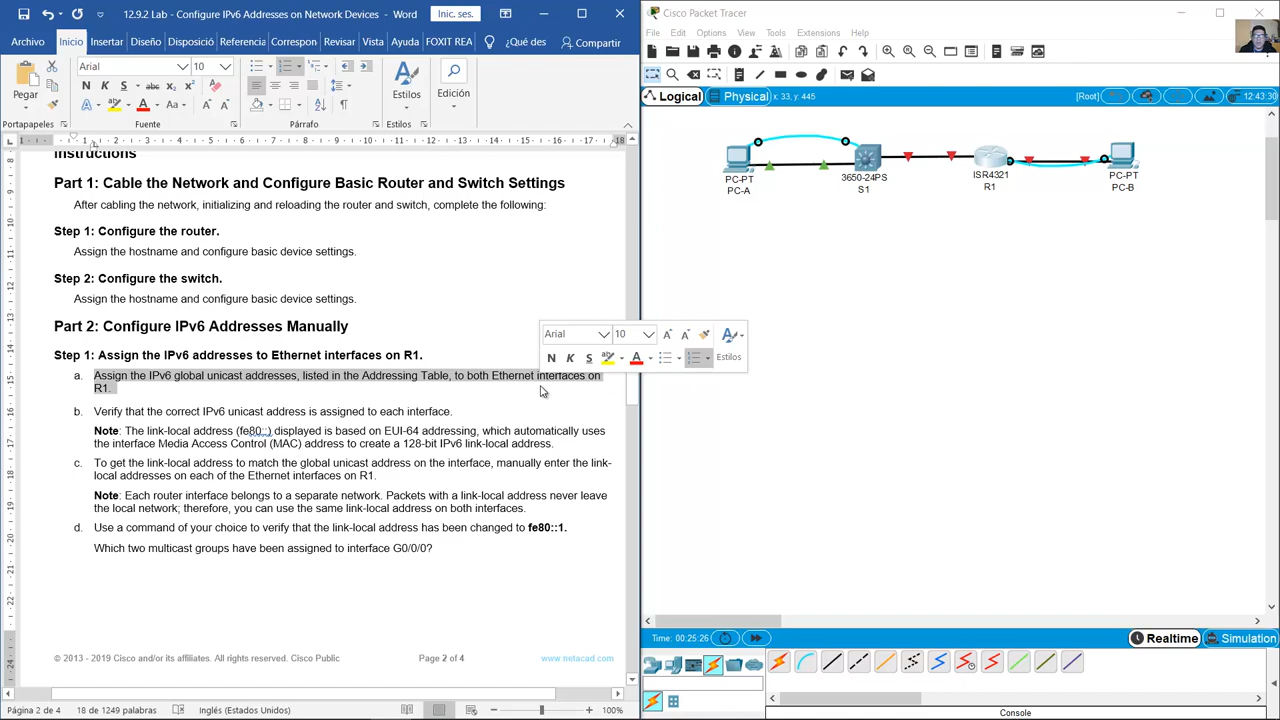 12.9.2 Lab - Configure IPv6 Addresses on Network Devices - Word
Inic. ses.
Archivo Inicio Insertar Diseño Disposici Referencia Correspon Revisar Vista Ayuda FOXIT REA ¿Qué des Compartir
Pegar
Arial 10
Estilos
Edición
Portapapeles Fuente Párrafo Estilos
Instructions
Part 1: Cable the Network and Configure Basic Router and Switch Settings
After cabling the network, initializing and reloading the router and switch, complete the following:
Step 1: Configure the router.
Assign the hostname and configure basic device settings.
Step 2: Configure the switch.
Assign the hostname and configure basic device settings.
Part 2: Configure IPv6 Addresses Manually
Arial 10
N K S Estilos
Step 1: Assign the IPv6 addresses to Ethernet interfaces on R1.
a. Assign the IPv6 global unicast addresses, listed in the Addressing Table, to both Ethernet interfaces on
R1.
b. Verify that the correct IPv6 unicast address is assigned to each interface.
Note: The link-local address (fe80::) displayed is based on EUI-64 addressing, which automatically uses
the interface Media Access Control (MAC) address to create a 128-bit IPv6 link-local address.
c. To get the link-local address to match the global unicast address on the interface, manually enter the link-
local addresses on each of the Ethernet interfaces on R1.
Note: Each router interface belongs to a separate network. Packets with a link-local address never leave
the local network; therefore, you can use the same link-local address on both interfaces.
d. Use a command of your choice to verify that the link-local address has been changed to fe80::1.
Which two multicast groups have been assigned to interface G0/0/0?
© 2013 - 2019 Cisco and/or its affiliates. All rights reserved. Cisco Public Page 2 of 4 www.netacad.com
Página 2 de 4 18 de 1249 palabras Inglés (Estados Unidos) 100%
Cisco Packet Tracer
File Edit Options View Tools Extensions Help
Logical Physical x: 33, y: 445 [Root] 12:43:30
PC-PT
PC-A
3650-24PS
S1
ISR4321
R1
PC-PT
PC-B
Time: 00:25:26 Realtime Simulation
Console